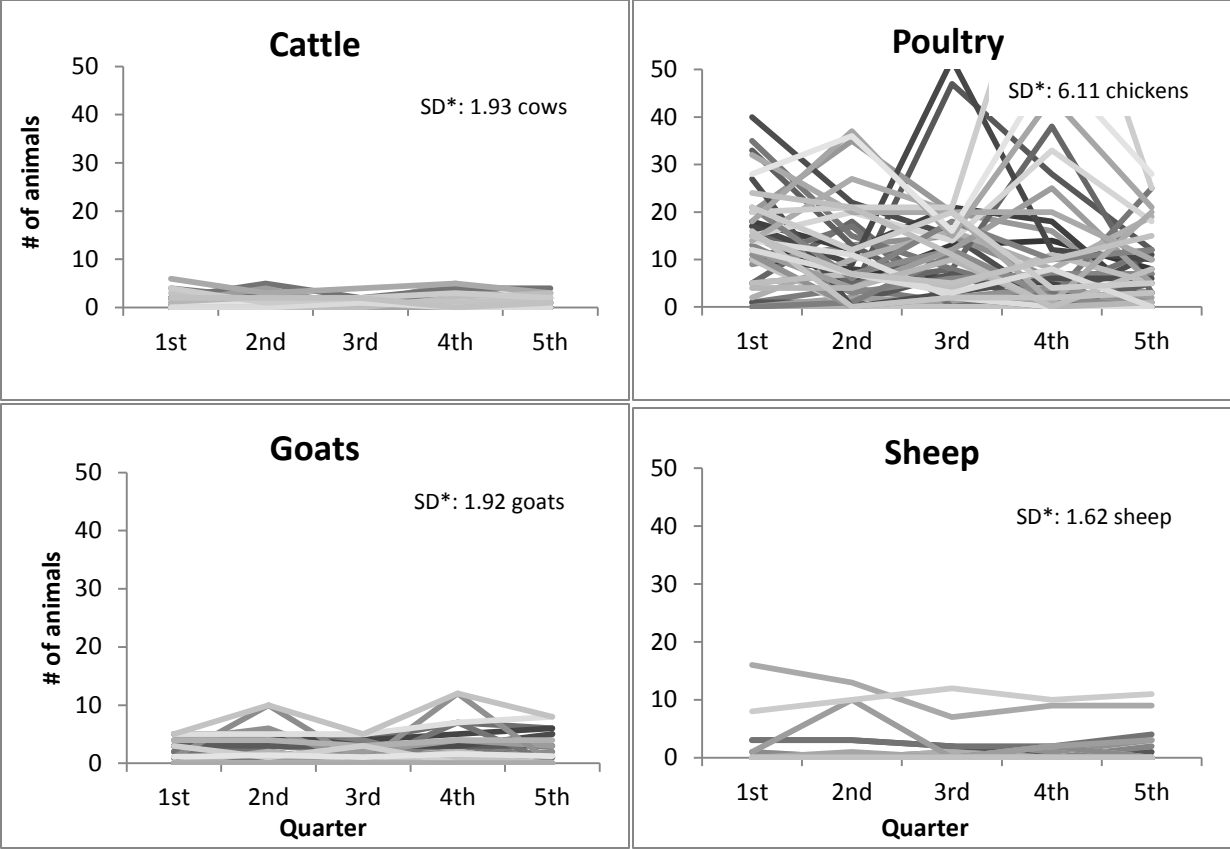 Cattle
50
40
30
20
10
0
# of animals
SD*: 1.93 cows
1st 2nd 3rd 4th 5th
Poultry
50
40
30
20
10
0
SD*: 6.11 chickens
1st 2nd 3rd 4th 5th
Goats
50
40
30
20
10
0
# of animals
SD*: 1.92 goats
1st 2nd 3rd 4th 5th
Quarter
Sheep
50
40
30
20
10
0
SD*: 1.62 sheep
1st 2nd 3rd 4th 5th
Quarter